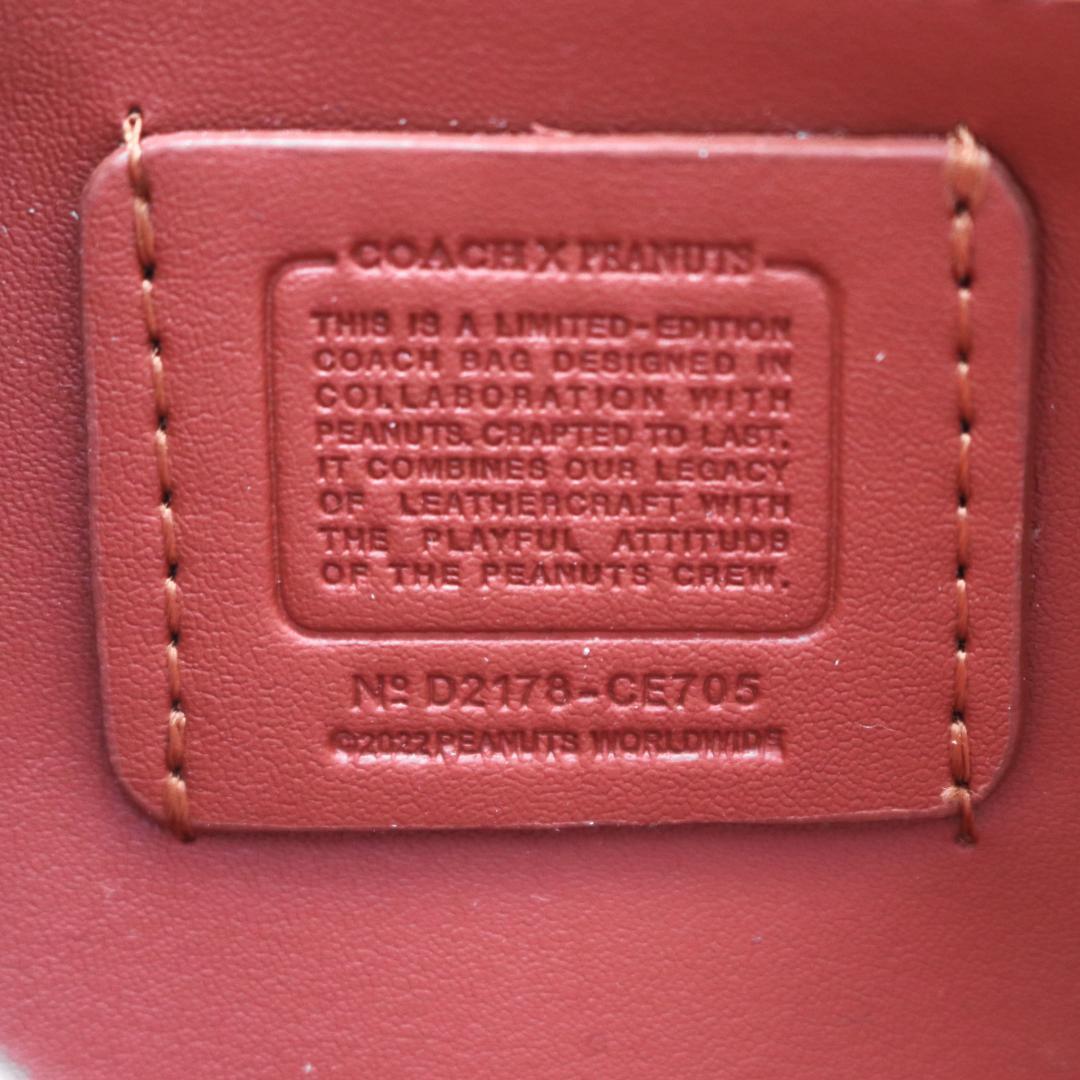 COACH X PEANUTS
THIS IS A LIMITED-EDITION
COACH BAG DESIGNED IN
COLLABORATION WITH
PEANUTS. CRAFTED TO LAST,
IT COMBINES OUR LEGACY
OF LEATHERCRAFT WITH
THE PLAYFUL ATTITUDE
OF THE PEANUTS CREW.
Nº D2178-CE705
©2022 PEANUTS WORLDWIDE